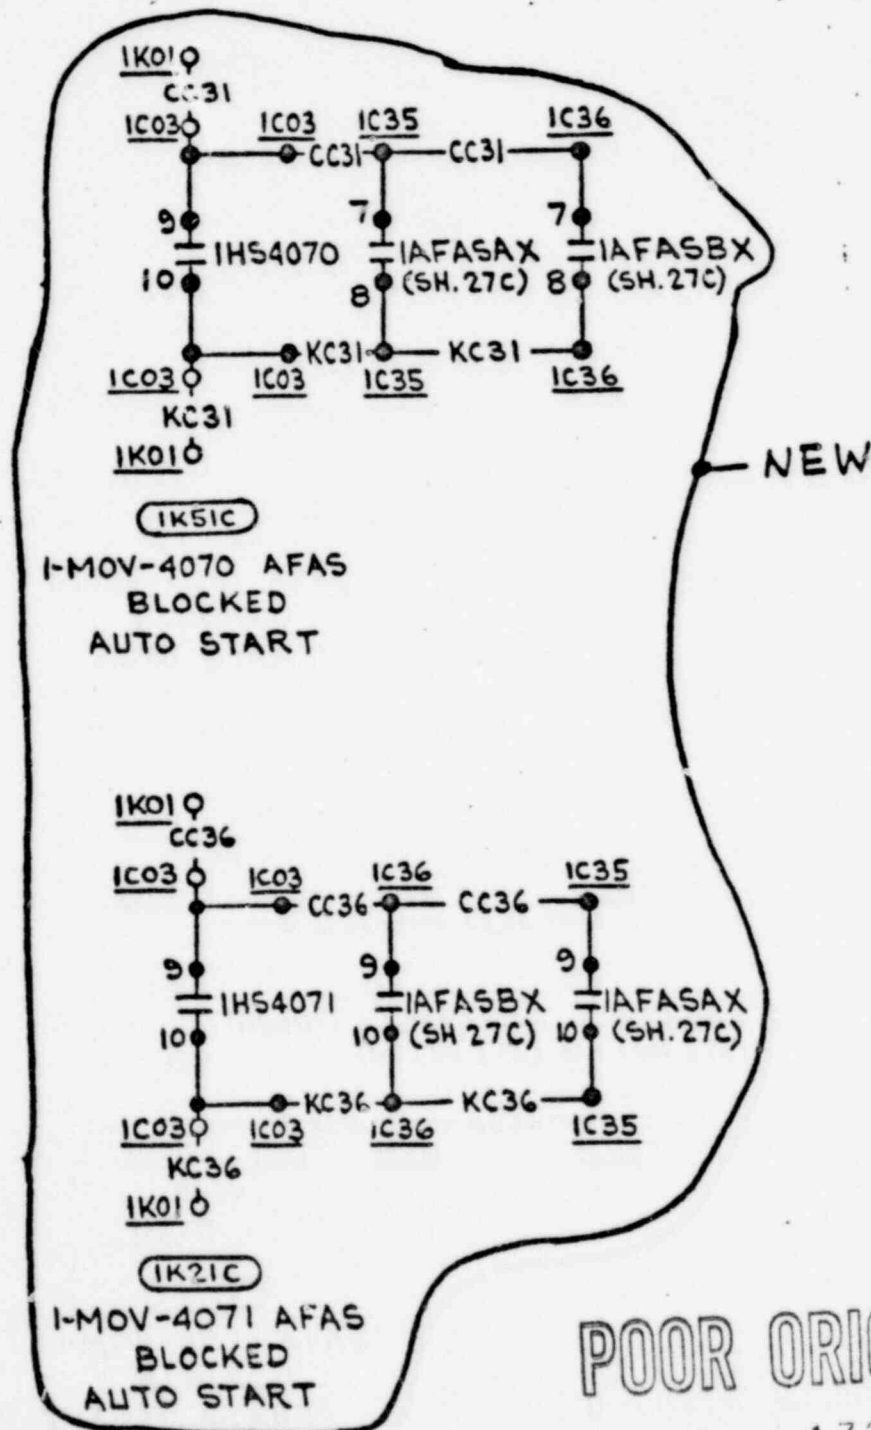 1K01
CC31
1C03 1C03 1C35 1C36
CC31 CC31
9 7 7
1HS4070 1AFASAX 1AFASBX
10 8 (SH.27C) 8 (SH.27C)
KC31 KC31
1C03 1C03 1C35 1C36
KC31
1K01
NEW
1K51C
1-MOV-4070 AFAS
BLOCKED
AUTO START
1K01
CC36
1C03 1C03 1C36 1C35
CC36 CC36
9 9 9
1HS4071 1AFASBX 1AFASAX
10 10 (SH 27C) 10 (SH.27C)
KC36 KC36
1C03 1C03 1C36 1C35
KC36
1K01
1K21C
1-MOV-4071 AFAS
BLOCKED
AUTO START
POOR